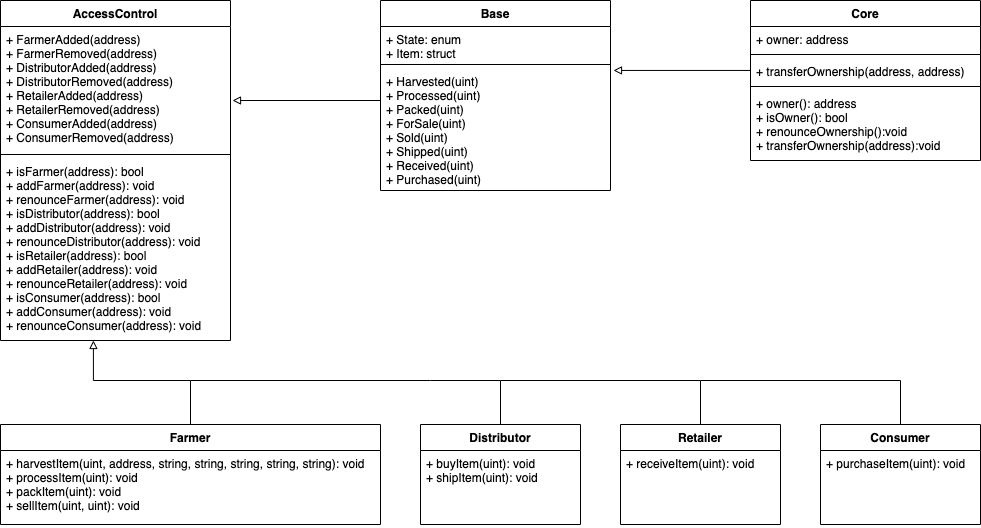 AccessControl
+ FarmerAdded(address)
+ FarmerRemoved(address)
+ DistributorAdded(address)
+ DistributorRemoved(address)
+ RetailerAdded(address)
+ RetailerRemoved(address)
+ ConsumerAdded(address)
+ ConsumerRemoved(address)
+ isFarmer(address): bool
+ addFarmer(address): void
+ renounceFarmer(address): void
+ isDistributor(address): bool
+ addDistributor(address): void
+ renounceDistributor(address): void
+ isRetailer(address): bool
+ addRetailer(address): void
+ renounceRetailer(address): void
+ isConsumer(address): bool
+ addConsumer(address): void
+ renounceConsumer(address): void
Base
+ State: enum
+ Item: struct
+ Harvested(uint)
+ Processed(uint)
+ Packed(uint)
+ ForSale(uint)
+ Sold(uint)
+ Shipped(uint)
+ Received(uint)
+ Purchased(uint)
Core
+ owner: address
+ transferOwnership(address, address)
+ owner(): address
+ isOwner(): bool
+ renounceOwnership():void
+ transferOwnership(address):void
Farmer
+ harvestItem(uint, address, string, string, string, string, string): void
+ processItem(uint): void
+ packItem(uint): void
+ sellItem(uint, uint): void
Distributor
+ buyItem(uint): void
+ shipItem(uint): void
Retailer
+ receiveItem(uint): void
Consumer
+ purchaseItem(uint): void